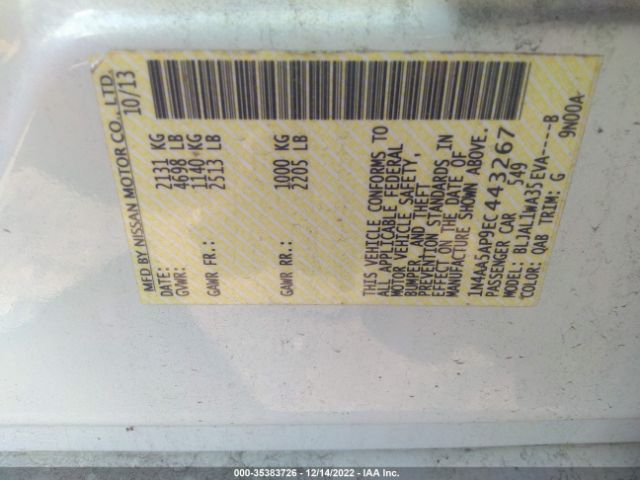 MFD BY NISSAN MOTOR CO., LTD.
DATE: 10/13
GVWR: 2131 KG
4698 LB
GAWR FR: 1140 KG
2513 LB
GAWR RR: 1000 KG
2205 LB
THIS VEHICLE CONFORMS TO
ALL APPLICABLE FEDERAL
MOTOR VEHICLE SAFETY,
BUMPER, AND THEFT
PREVENTION STANDARDS IN
EFFECT ON THE DATE OF
MANUFACTURE SHOWN ABOVE.
1N4AA5AP9EC443267
PASSENGER CAR 549
MODEL: BL1AL1WA35EVA----B
COLOR: QAB TRIM: G 9N00A
000-35383726 - 12/14/2022 - IAA Inc.